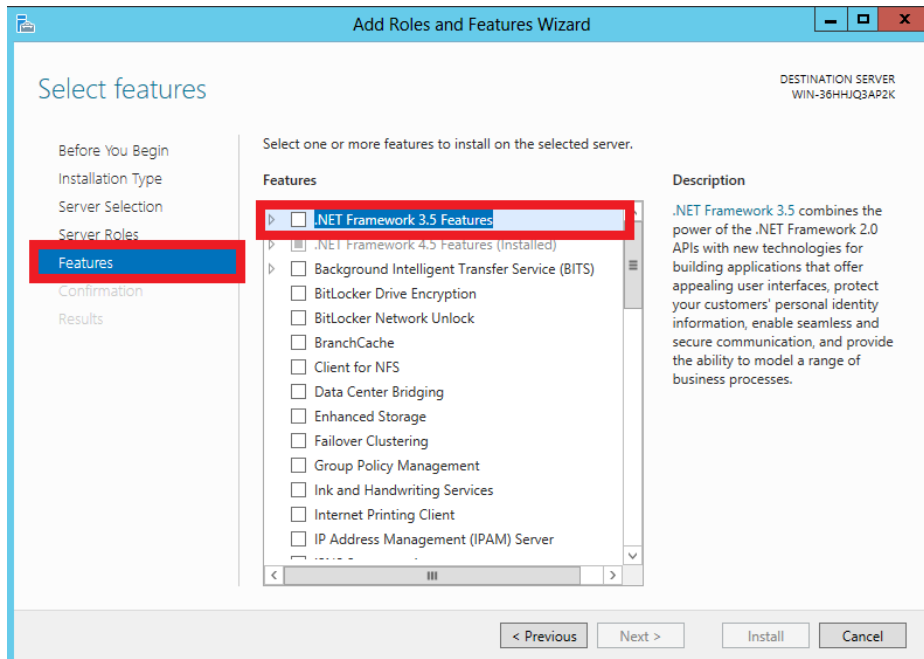 Add Roles and Features Wizard
Select features
DESTINATION SERVER
WIN-36HHJQ3AP2K
Before You Begin
Installation Type
Server Selection
Server Roles
Features
Confirmation
Results
Select one or more features to install on the selected server.
Features
.NET Framework 3.5 Features
.NET Framework 4.5 Features (Installed)
Background Intelligent Transfer Service (BITS)
BitLocker Drive Encryption
BitLocker Network Unlock
BranchCache
Client for NFS
Data Center Bridging
Enhanced Storage
Failover Clustering
Group Policy Management
Ink and Handwriting Services
Internet Printing Client
IP Address Management (IPAM) Server
Description
.NET Framework 3.5 combines the
power of the .NET Framework 2.0
APIs with new technologies for
building applications that offer
appealing user interfaces, protect
your customers' personal identity
information, enable seamless and
secure communication, and provide
the ability to model a range of
business processes.
< Previous
Next >
Install
Cancel